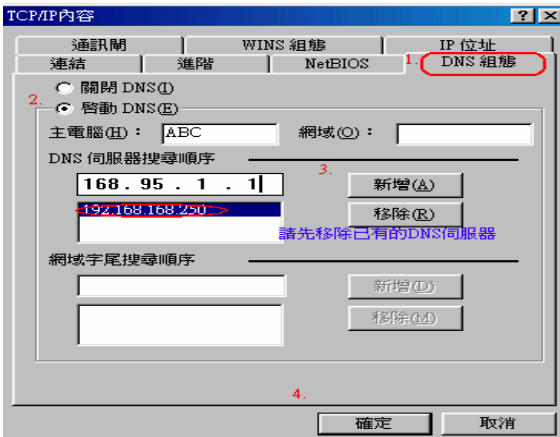 TCP/IP內容
通訊閘 WINS 組態 IP 位址
連結 進階 NetBIOS 1. DNS 組態
關閉 DNS(I)
2. 啓動 DNS(E)
主電腦(H): ABC 網域(O):
DNS 伺服器搜尋順序
3.
168 . 95 . 1 . 1 新增(A)
192.168.168.250 移除(R)
請先移除已有的DNS伺服器
網域字尾搜尋順序
新增(D)
移除(M)
4.
確定 取消